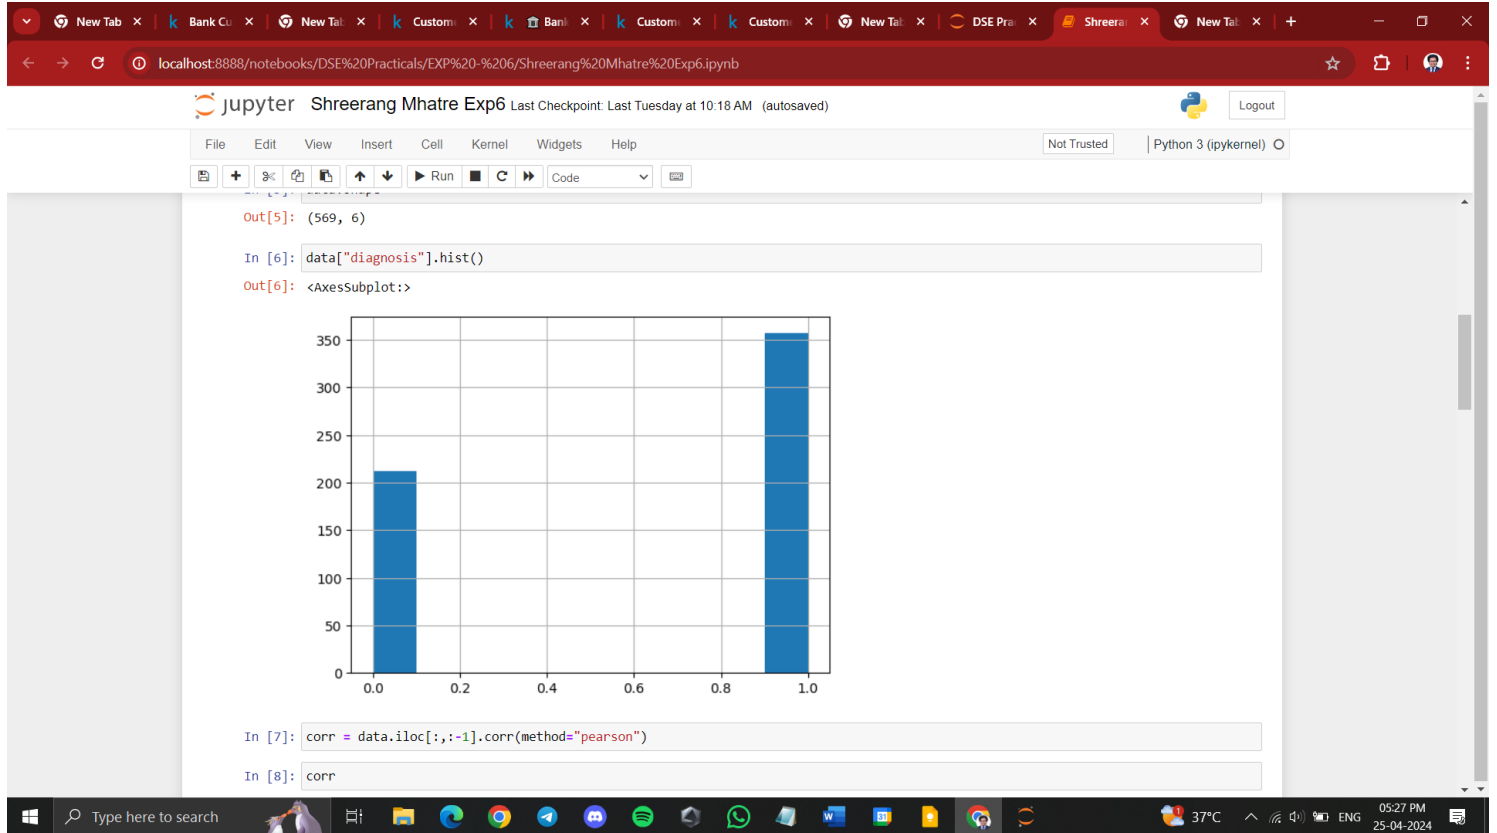 New Tab
Bank Cu
New Tab
Custome
Bank
Custome
Custome
New Tab
DSE Prac
Shreeran
New Tab
localhost:8888/notebooks/DSE%20Practicals/EXP%20-%206/Shreerang%20Mhatre%20Exp6.ipynb
jupyter Shreerang Mhatre Exp6 Last Checkpoint: Last Tuesday at 10:18 AM (autosaved)
Logout
File Edit View Insert Cell Kernel Widgets Help
Not Trusted
Python 3 (ipykernel)
Run
Code
Out[5]: (569, 6)
In [6]: data["diagnosis"].hist()
Out[6]: <AxesSubplot:>
350
300
250
200
150
100
50
0
0.0 0.2 0.4 0.6 0.8 1.0
In [7]: corr = data.iloc[:,:-1].corr(method="pearson")
In [8]: corr
Type here to search
37°C
ENG
05:27 PM
25-04-2024